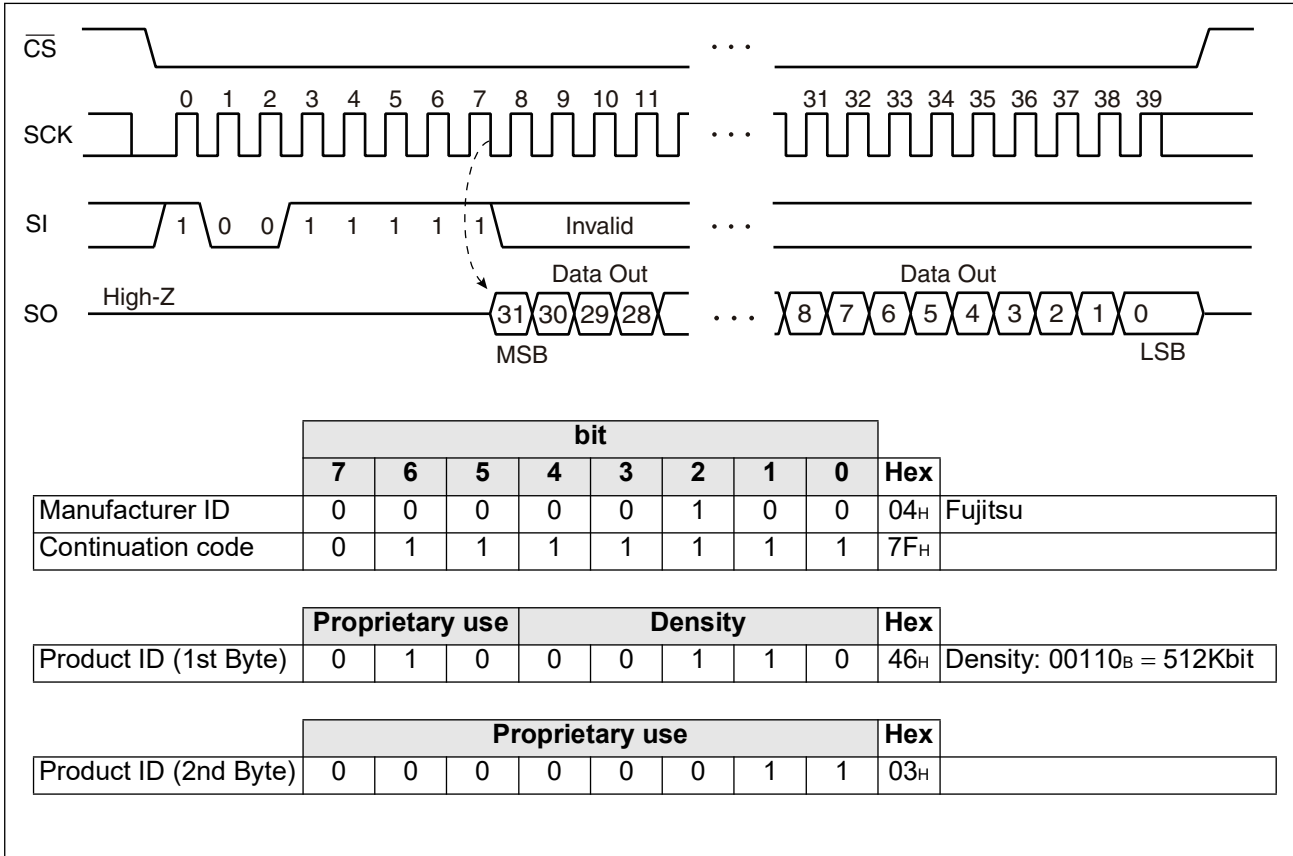 CS
0 1 2 3 4 5 6 7 8 9 10 11 31 32 33 34 35 36 37 38 39
SCK
SI 1 0 0 1 1 1 1 1 Invalid
Data Out Data Out
High-Z
SO 31 30 29 28 8 7 6 5 4 3 2 1 0
MSB LSB
bit
7 6 5 4 3 2 1 0 Hex
Manufacturer ID 0 0 0 0 0 1 0 0 04H Fujitsu
Continuation code 0 1 1 1 1 1 1 1 7FH
Proprietary use Density Hex
Product ID (1st Byte) 0 1 0 0 0 1 1 0 46H Density: 00110B = 512Kbit
Proprietary use Hex
Product ID (2nd Byte) 0 0 0 0 0 0 1 1 03H